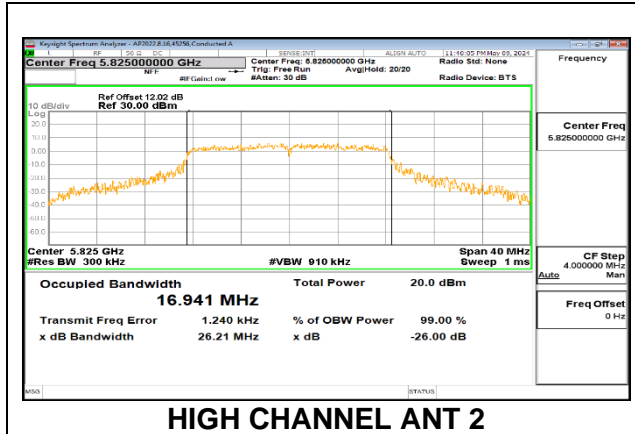 Keysight Spectrum Analyzer - AP2022.8.16,45256,Conducted A
L RF 50 Ω DC SENSE:INT ALIGN AUTO 11:40:05 PM May 09, 2024
Center Freq 5.825000000 GHz
Center Freq: 5.825000000 GHz
Radio Std: None
Frequency
NFE
Trig: Free Run Avg|Hold: 20/20
#IFGain:Low
#Atten: 30 dB
Radio Device: BTS
Ref Offset 12.02 dB
10 dB/div Ref 30.00 dBm
Log
20.0
10.0
0.00
-10.0
-20.0
-30.0
-40.0
-50.0
-60.0
Center Freq
5.825000000 GHz
Center 5.825 GHz
Span 40 MHz
#Res BW 300 kHz
#VBW 910 kHz
Sweep 1 ms
CF Step
4.000000 MHz
Auto Man
Occupied Bandwidth
Total Power 20.0 dBm
16.941 MHz
Freq Offset
0 Hz
Transmit Freq Error 1.240 kHz % of OBW Power 99.00 %
x dB Bandwidth 26.21 MHz x dB -26.00 dB
MSG STATUS
HIGH CHANNEL ANT 2